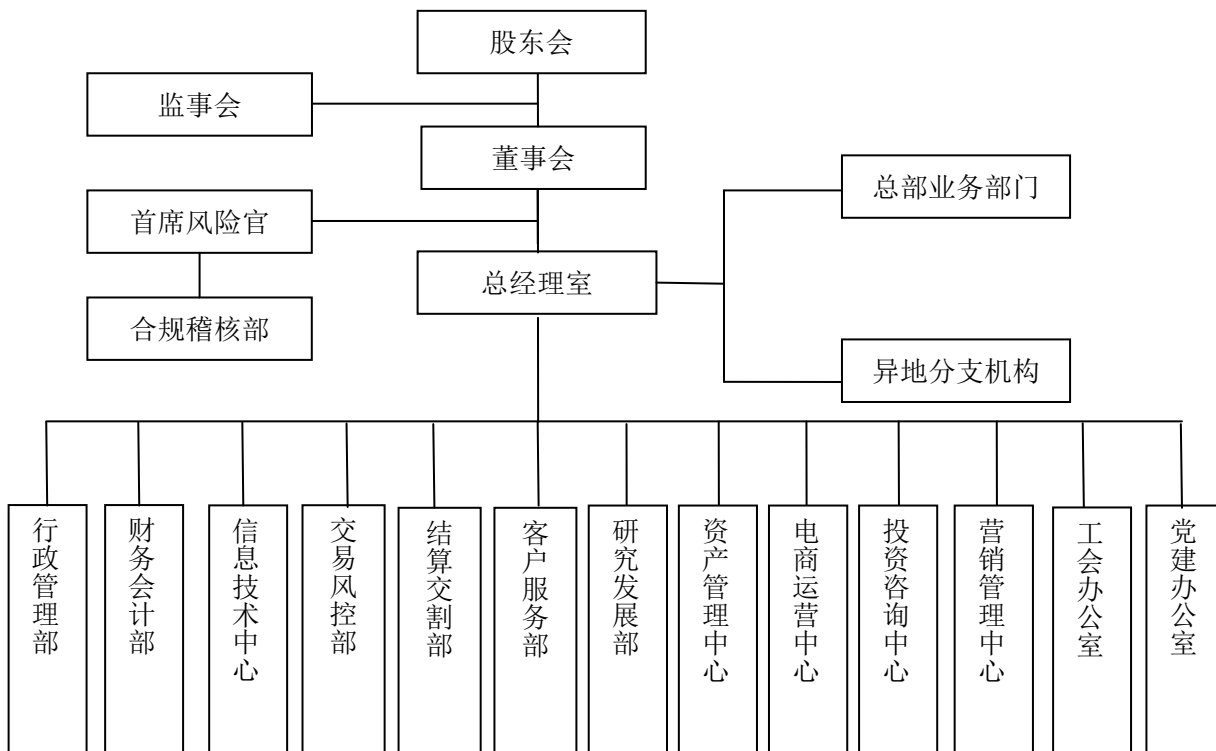 股东会
监事会
董事会
总部业务部门
首席风险官
总经理室
合规稽核部
异地分支机构
行政管理部
财务会计部
信息技术中心
交易风控部
结算交割部
客户服务部
研究发展部
资产管理中心
电商运营中心
投资咨询中心
营销管理中心
工会办公室
党建办公室